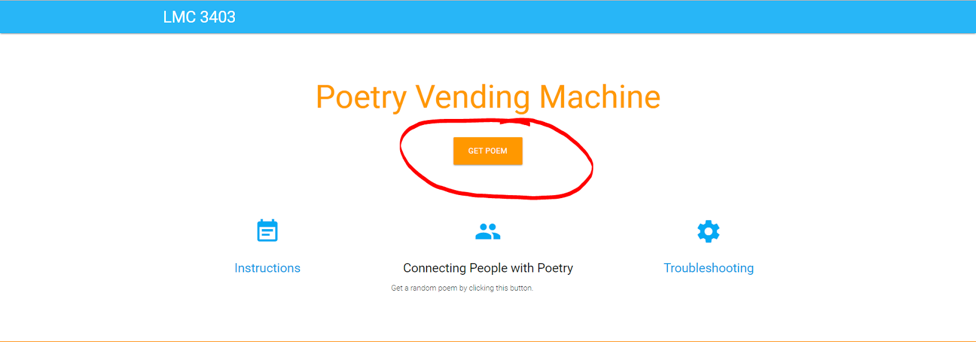 LMC 3403
Poetry Vending Machine
GET POEM
Instructions
Connecting People with Poetry
Troubleshooting
Get a random poem by clicking this button.